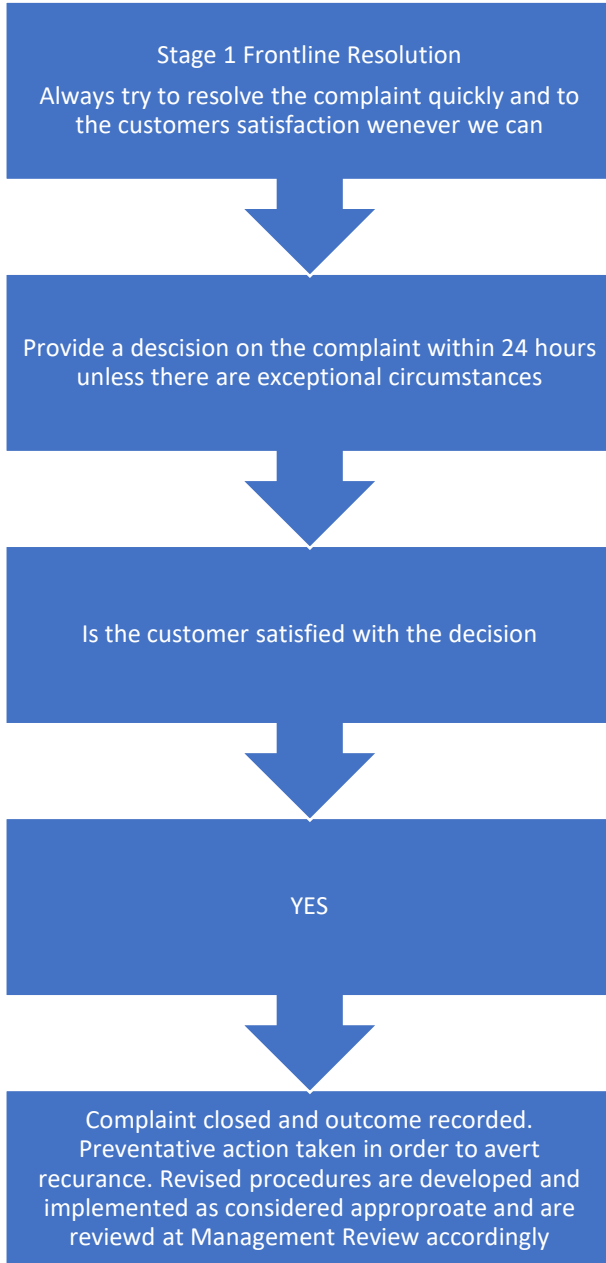 Stage 1 Frontline Resolution
Always try to resolve the complaint quickly and to
the customers satisfaction wenever we can
Provide a descision on the complaint within 24 hours
unless there are exceptional circumstances
Is the customer satisfied with the decision
YES
Complaint closed and outcome recorded.
Preventative action taken in order to avert
recurance. Revised procedures are developed and
implemented as considered approproate and are
reviewd at Management Review accordingly